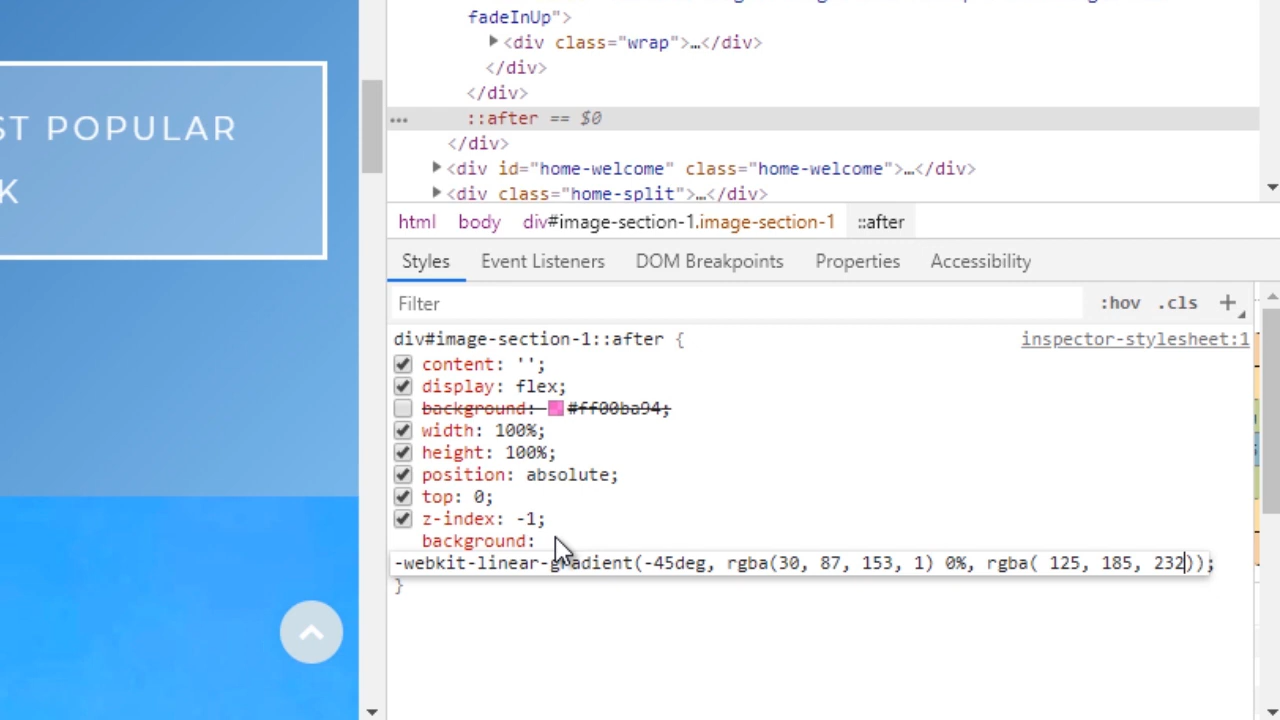 ST POPULAR
K
fadeInUp">
<div class="wrap">…</div>
</div>
</div>
::after == $0
</div>
<div id="home-welcome" class="home-welcome">…</div>
<div class="home-split">…</div>
html body div#image-section-1.image-section-1 ::after
Styles Event Listeners DOM Breakpoints Properties Accessibility
Filter :hov .cls +
div#image-section-1::after { inspector-stylesheet:1
content: '';
display: flex;
background: #ff00ba94;
width: 100%;
height: 100%;
position: absolute;
top: 0;
z-index: -1;
background:
-webkit-linear-gradient(-45deg, rgba(30, 87, 153, 1) 0%, rgba( 125, 185, 232));
}